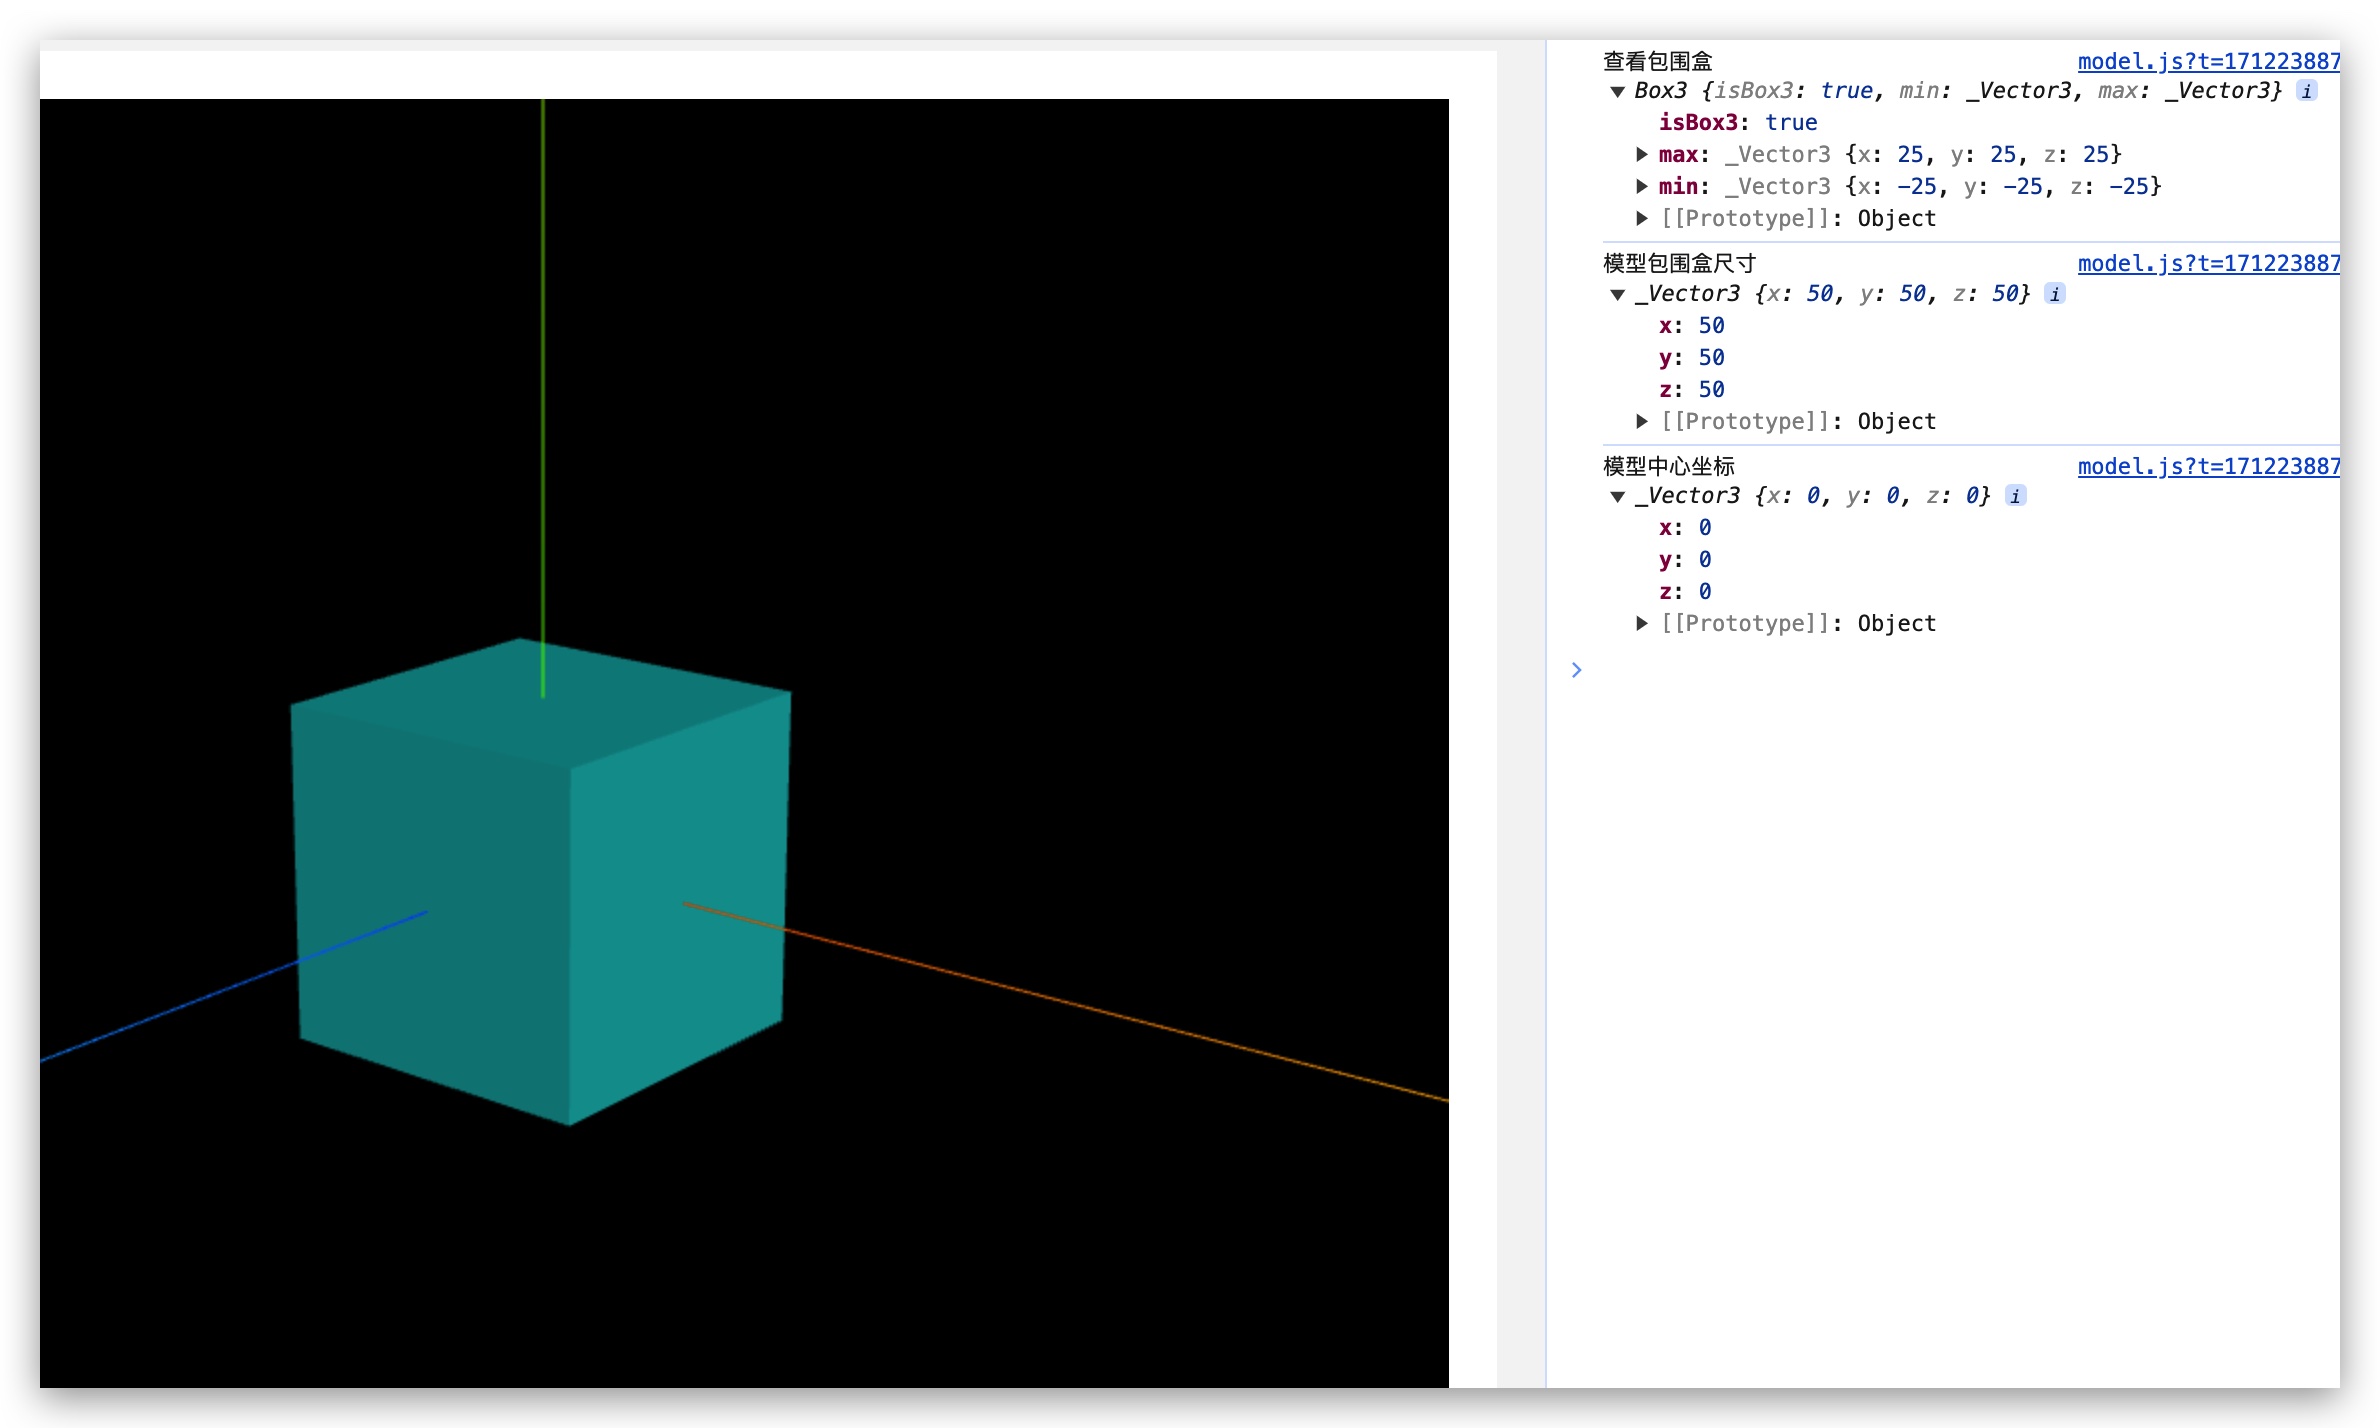 查看包围盒 model.js?t=171223887
▼ Box3 {isBox3: true, min: _Vector3, max: _Vector3} i
isBox3: true
▶ max: _Vector3 {x: 25, y: 25, z: 25}
▶ min: _Vector3 {x: -25, y: -25, z: -25}
▶ [[Prototype]]: Object
模型包围盒尺寸 model.js?t=171223887
▼ _Vector3 {x: 50, y: 50, z: 50} i
x: 50
y: 50
z: 50
▶ [[Prototype]]: Object
模型中心坐标 model.js?t=171223887
▼ _Vector3 {x: 0, y: 0, z: 0} i
x: 0
y: 0
z: 0
▶ [[Prototype]]: Object
>